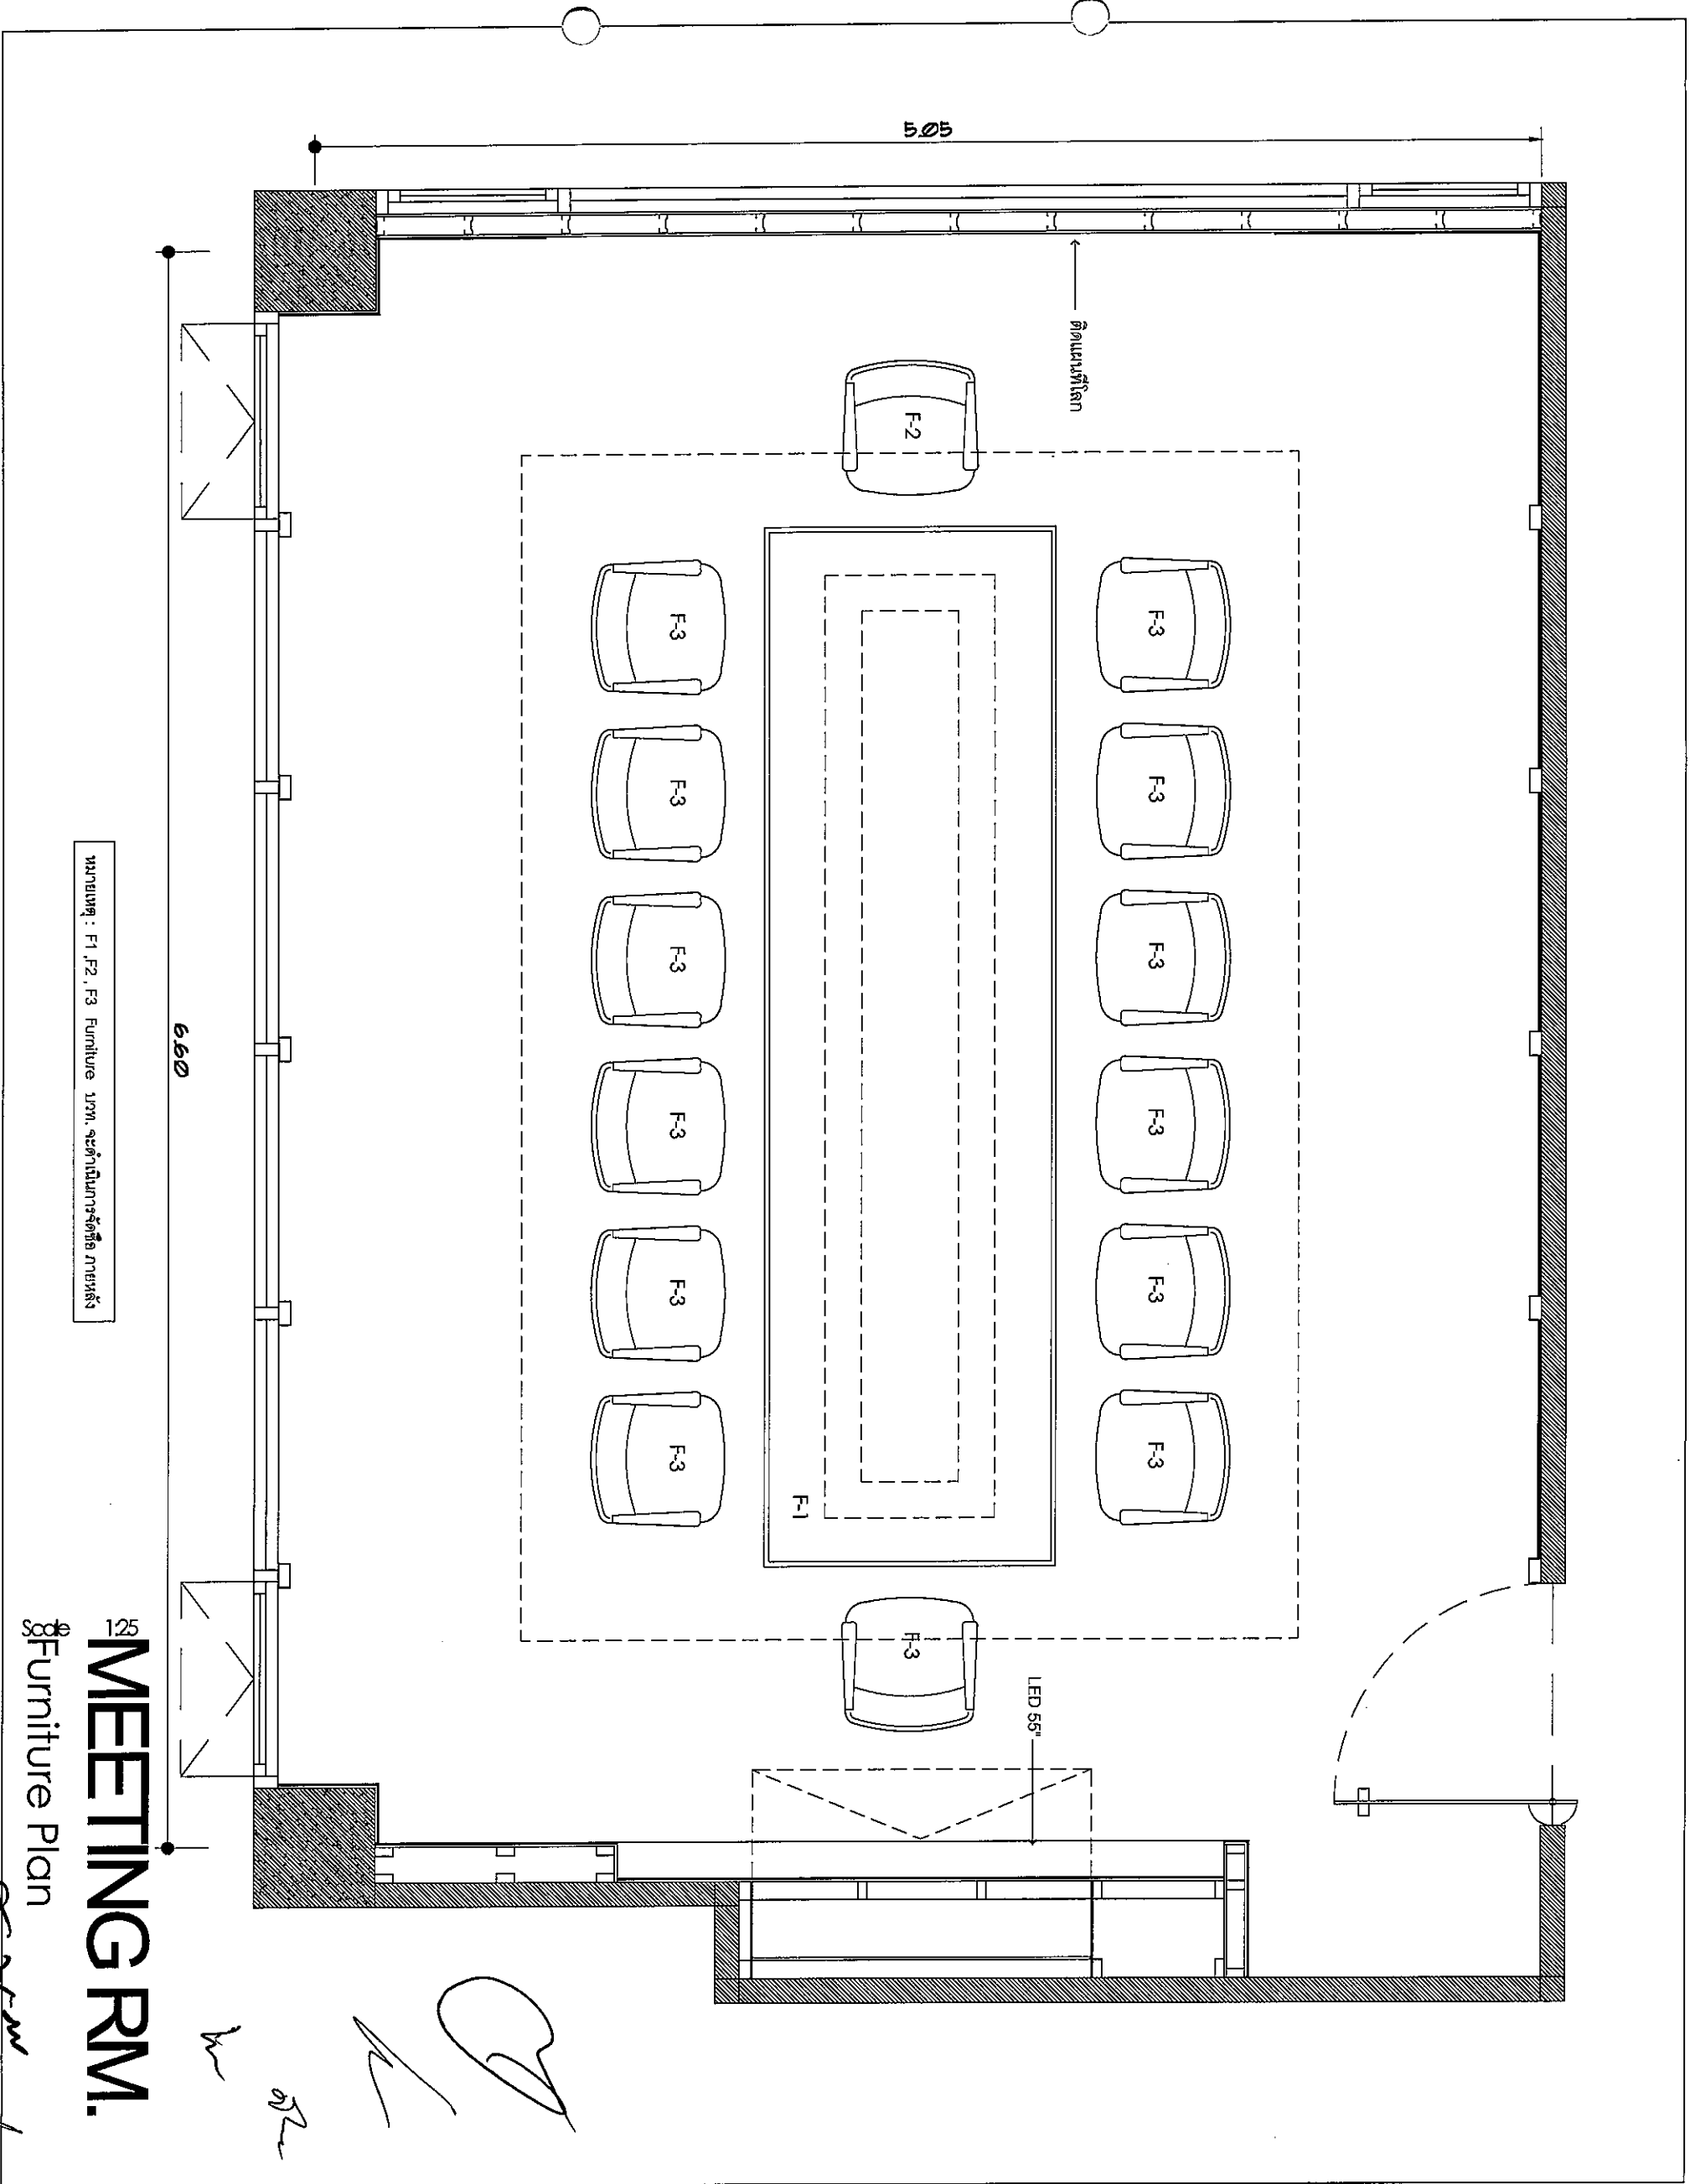 F-3 F-3 F-3 F-3 F-3 F-3
ติดแผนที่โลก
LED 55"
5.05
F-2
F-3
F-1
F-3 F-3 F-3 F-3 F-3 F-3
6.60
หมายเหตุ : F1 ,F2 , F3 Furniture บวท. จะดำเนินการจัดซื้อ ภายหลัง
MEETING RM.
1:25
Scale
Furniture Plan